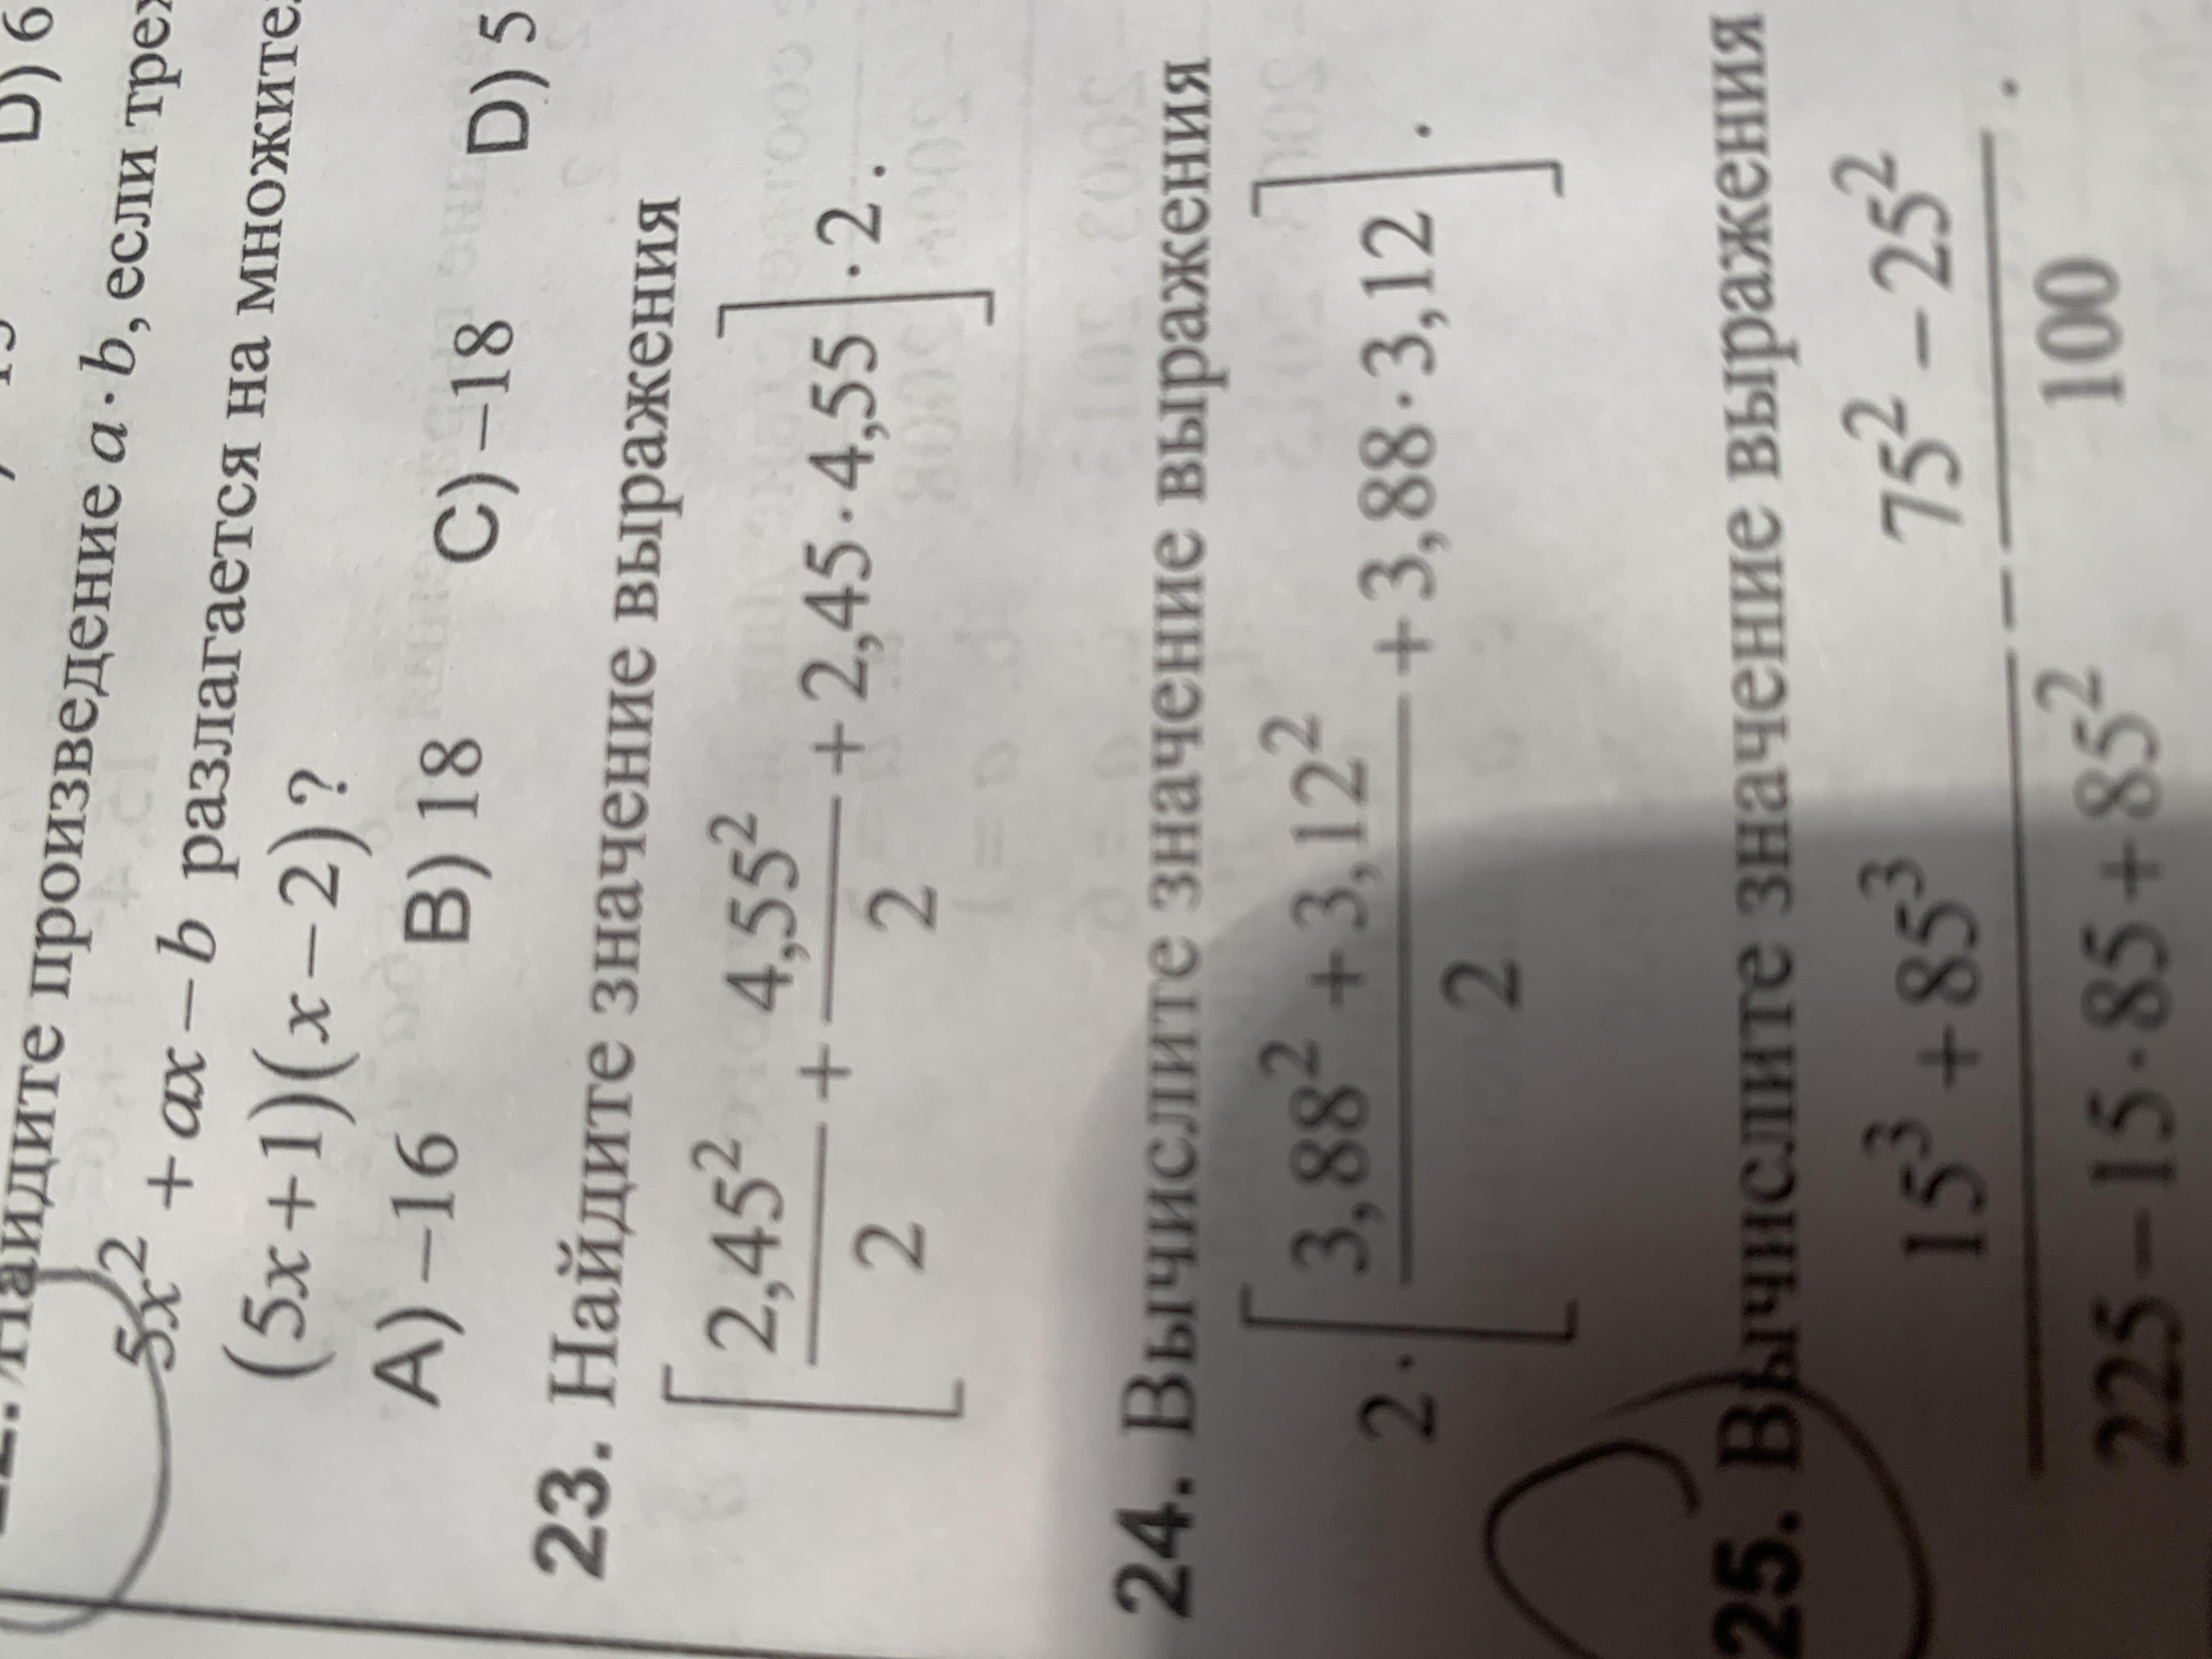 D) 6
Найдите произведение a · b, если
5x² + ax − b разлагается на
(5x+1)(x−2)?
A) −16 B) 18 C) −18 D) 5
23. Найдите значение выражения
[2,45²/2 + 4,55²/2 + 2,45 · 4,55] · 2.
24. Вычислите значение выражения
2 · [(3,88² + 3,12²)/2 + 3,88 · 3,12].
25. Вычислите значение выражения
(15³ + 85³)/(225 − 15 · 85 + 85²) − (75² − 25²)/100.